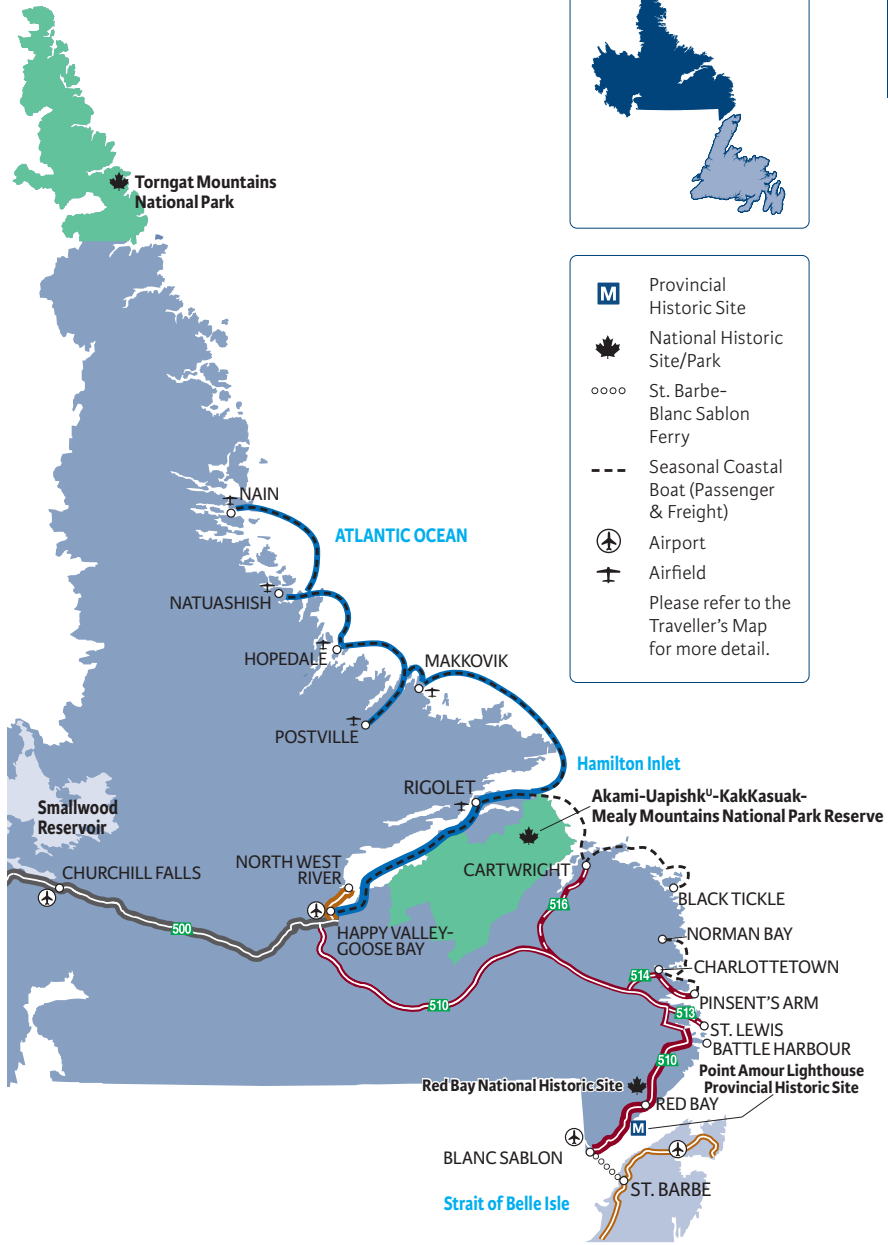 Torngat Mountains
National Park
M
Provincial
Historic Site
National Historic
Site/Park
St. Barbe-
Blanc Sablon
Ferry
Seasonal Coastal
Boat (Passenger
& Freight)
Airport
Airfield
Please refer to the
Traveller's Map
for more detail.
NAIN
ATLANTIC OCEAN
NATUASHISH
HOPEDALE
MAKKOVIK
POSTVILLE
Hamilton Inlet
RIGOLET
Akami-Uapishkᵁ-KakKasuak-
Mealy Mountains National Park Reserve
Smallwood
Reservoir
NORTH WEST
RIVER
CARTWRIGHT
CHURCHILL FALLS
BLACK TICKLE
516
500
HAPPY VALLEY-
GOOSE BAY
NORMAN BAY
CHARLOTTETOWN
514
510
PINSENT'S ARM
513
ST. LEWIS
BATTLE HARBOUR
510
Point Amour Lighthouse
Provincial Historic Site
Red Bay National Historic Site
RED BAY
M
BLANC SABLON
ST. BARBE
Strait of Belle Isle